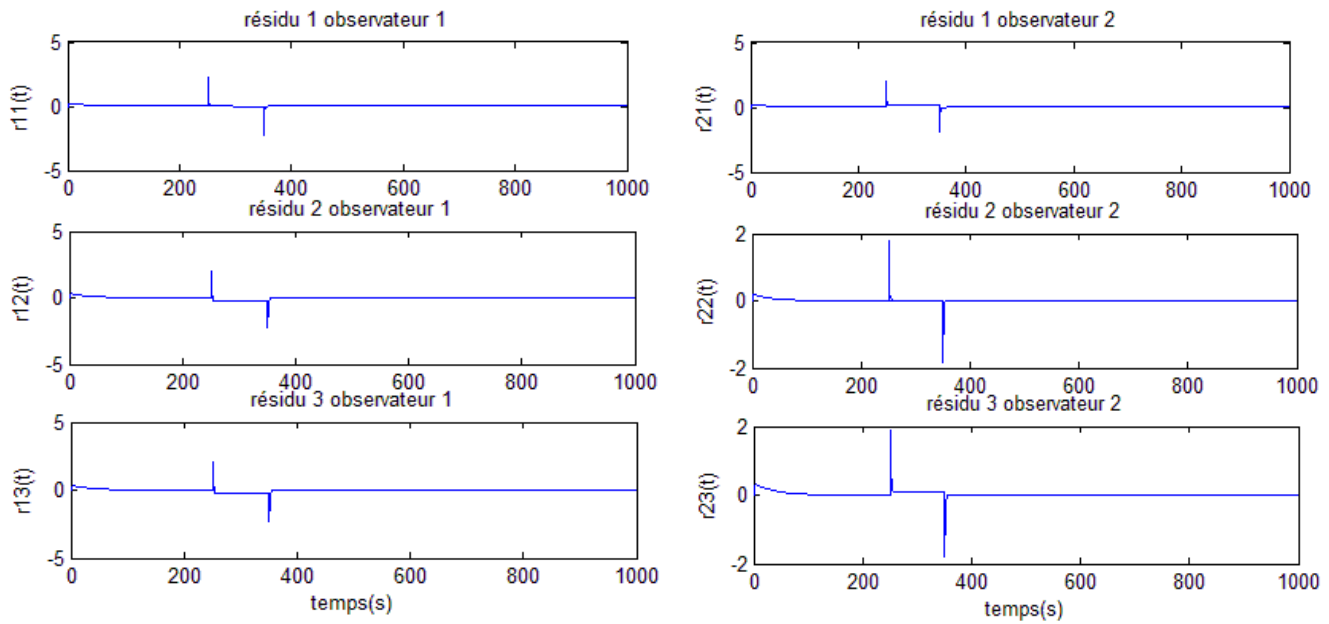 résidu 1 observateur 1
5
0
-5
r11(t)
0 200 400 600 800 1000
résidu 2 observateur 1
5
0
-5
r12(t)
0 200 400 600 800 1000
résidu 3 observateur 1
5
0
-5
r13(t)
0 200 400 600 800 1000
temps(s)
résidu 1 observateur 2
5
0
-5
r21(t)
0 200 400 600 800 1000
résidu 2 observateur 2
2
0
-2
r22(t)
0 200 400 600 800 1000
résidu 3 observateur 2
2
0
-2
r23(t)
0 200 400 600 800 1000
temps(s)